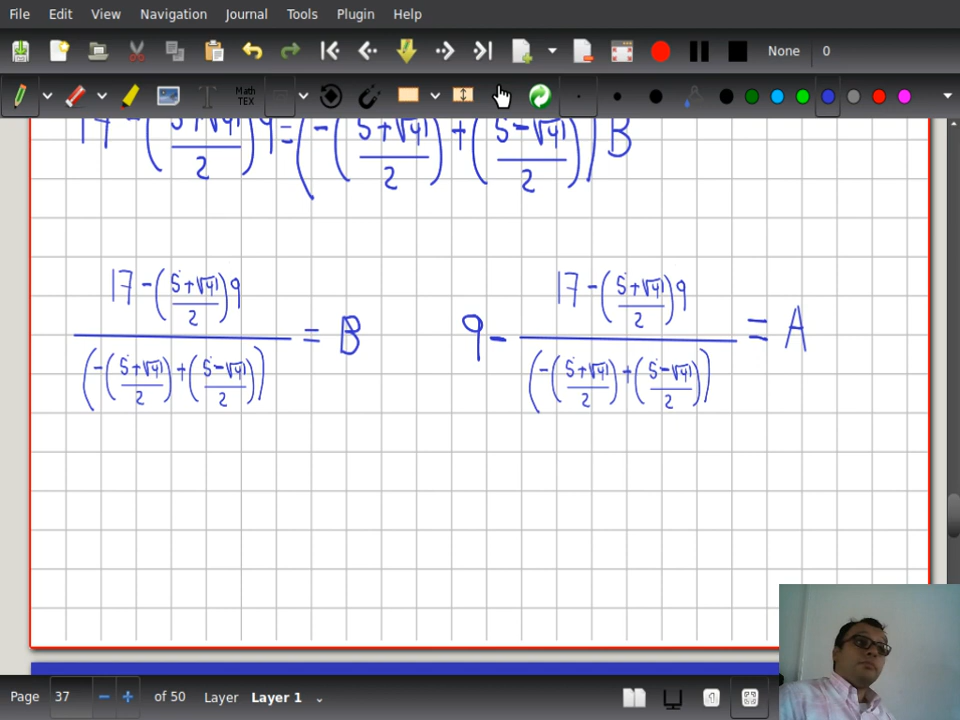 File Edit View Navigation Journal Tools Plugin Help
None 0
T Math TEX
17 - ((5+√41)/2) 9 = (-((5+√41)/2) + ((5-√41)/2)) B
(17 - ((5+√41)/2) 9) / (-((5+√41)/2) + ((5-√41)/2)) = B
9 - (17 - ((5+√41)/2) 9) / (-((5+√41)/2) + ((5-√41)/2)) = A
Page 37 − + of 50 Layer Layer 1